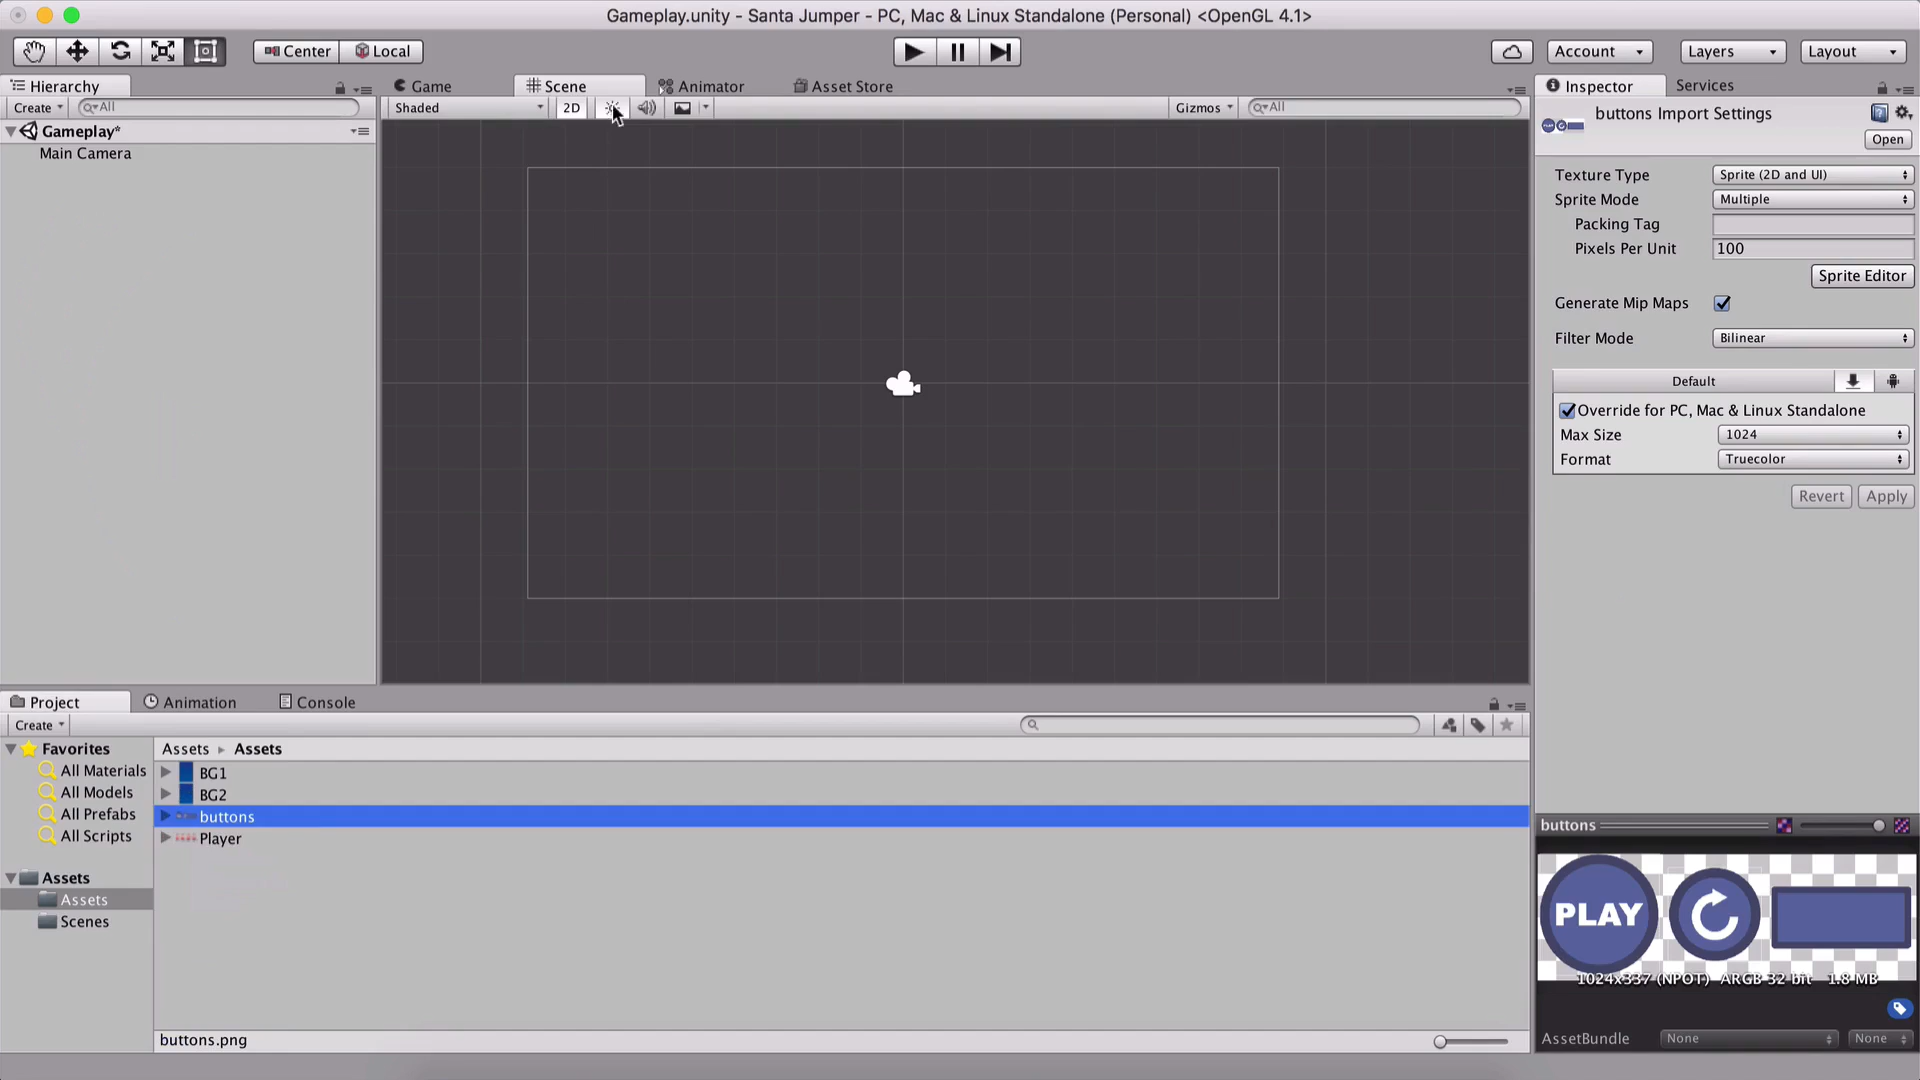 Gameplay.unity - Santa Jumper - PC, Mac & Linux Standalone (Personal) <OpenGL 4.1>
Center Local Account Layers Layout
Hierarchy Game Scene Animator Asset Store Inspector Services
Create All Shaded 2D Gizmos All
buttons Import Settings
Open
Gameplay*
Main Camera
Texture Type Sprite (2D and UI)
Sprite Mode Multiple
Packing Tag
Pixels Per Unit 100
Sprite Editor
Generate Mip Maps
Filter Mode Bilinear
Default
Override for PC, Mac & Linux Standalone
Max Size 1024
Format Truecolor
Revert Apply
Project Animation Console
Create
Favorites
All Materials
All Models
All Prefabs
All Scripts
Assets
Assets
Scenes
Assets Assets
BG1
BG2
buttons
Player
buttons.png
buttons
PLAY
1024x337 (NPOT) ARGB 32 bit 1.8 MB
AssetBundle None None